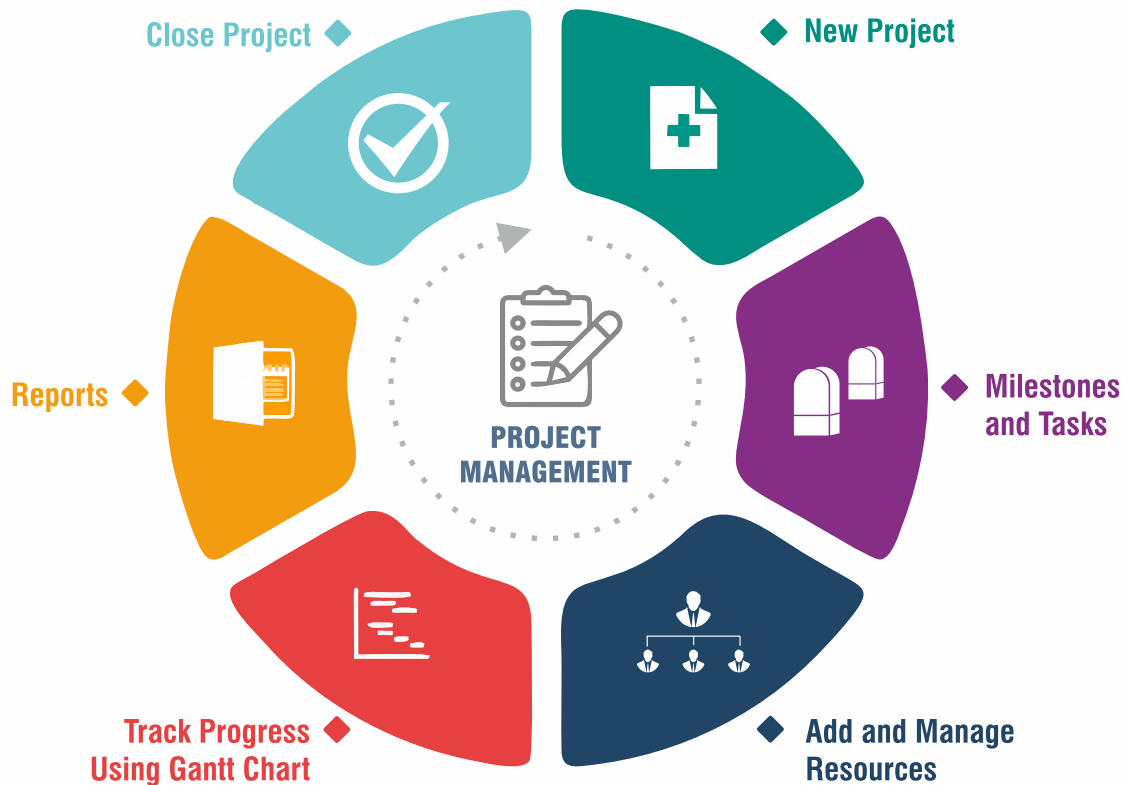 Close Project
New Project
Reports
Milestones
and Tasks
PROJECT
MANAGEMENT
Track Progress
Using Gantt Chart
Add and Manage
Resources